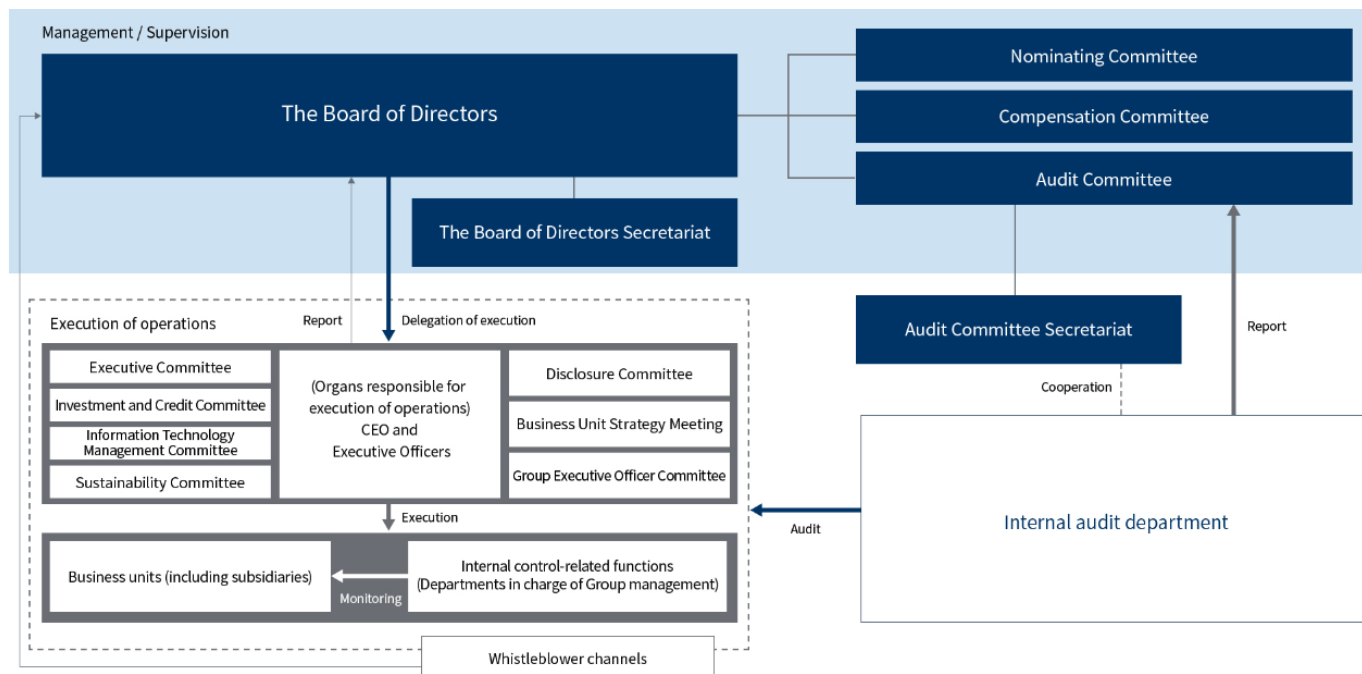 Management / Supervision
The Board of Directors
Nominating Committee
Compensation Committee
Audit Committee
The Board of Directors Secretariat
Audit Committee Secretariat
Report
Cooperation
Execution of operations
Report
Delegation of execution
Executive Committee
Investment and Credit Committee
Information Technology
Management Committee
Sustainability Committee
(Organs responsible for
execution of operations)
CEO and
Executive Officers
Disclosure Committee
Business Unit Strategy Meeting
Group Executive Officer Committee
Execution
Audit
Internal audit department
Business units (including subsidiaries)
Monitoring
Internal control-related functions
(Departments in charge of Group management)
Whistleblower channels